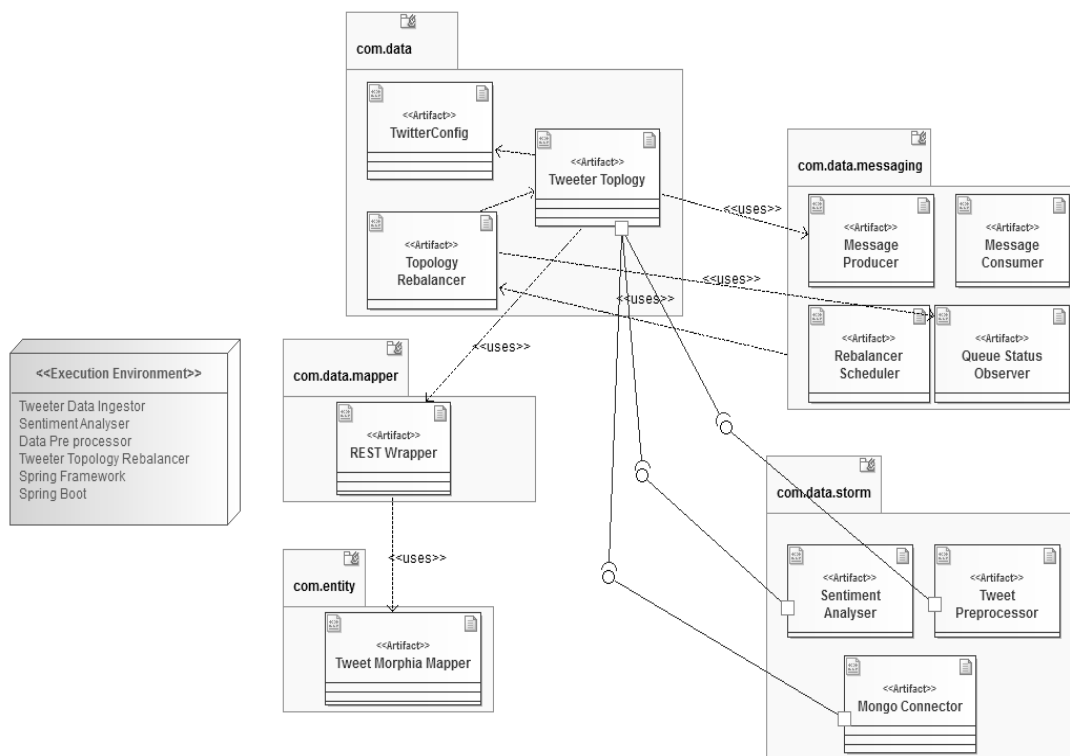 com.data
<<Artifact>>
TwitterConfig
<<Artifact>>
Tweeter Toplogy
<<Artifact>>
Topology
Rebalancer
<<uses>>
<<uses>>
<<uses>>
<<uses>>
com.data.messaging
<<Artifact>>
Message
Producer
<<Artifact>>
Message
Consumer
<<Artifact>>
Rebalancer
Scheduler
<<Artifact>>
Queue Status
Observer
<<Execution Environment>>
Tweeter Data Ingestor
Sentiment Analyser
Data Pre processor
Tweeter Topology Rebalancer
Spring Framework
Spring Boot
com.data.mapper
<<Artifact>>
REST Wrapper
<<uses>>
com.entity
<<Artifact>>
Tweet Morphia Mapper
com.data.storm
<<Artifact>>
Sentiment
Analyser
<<Artifact>>
Tweet
Preprocessor
<<Artifact>>
Mongo Connector